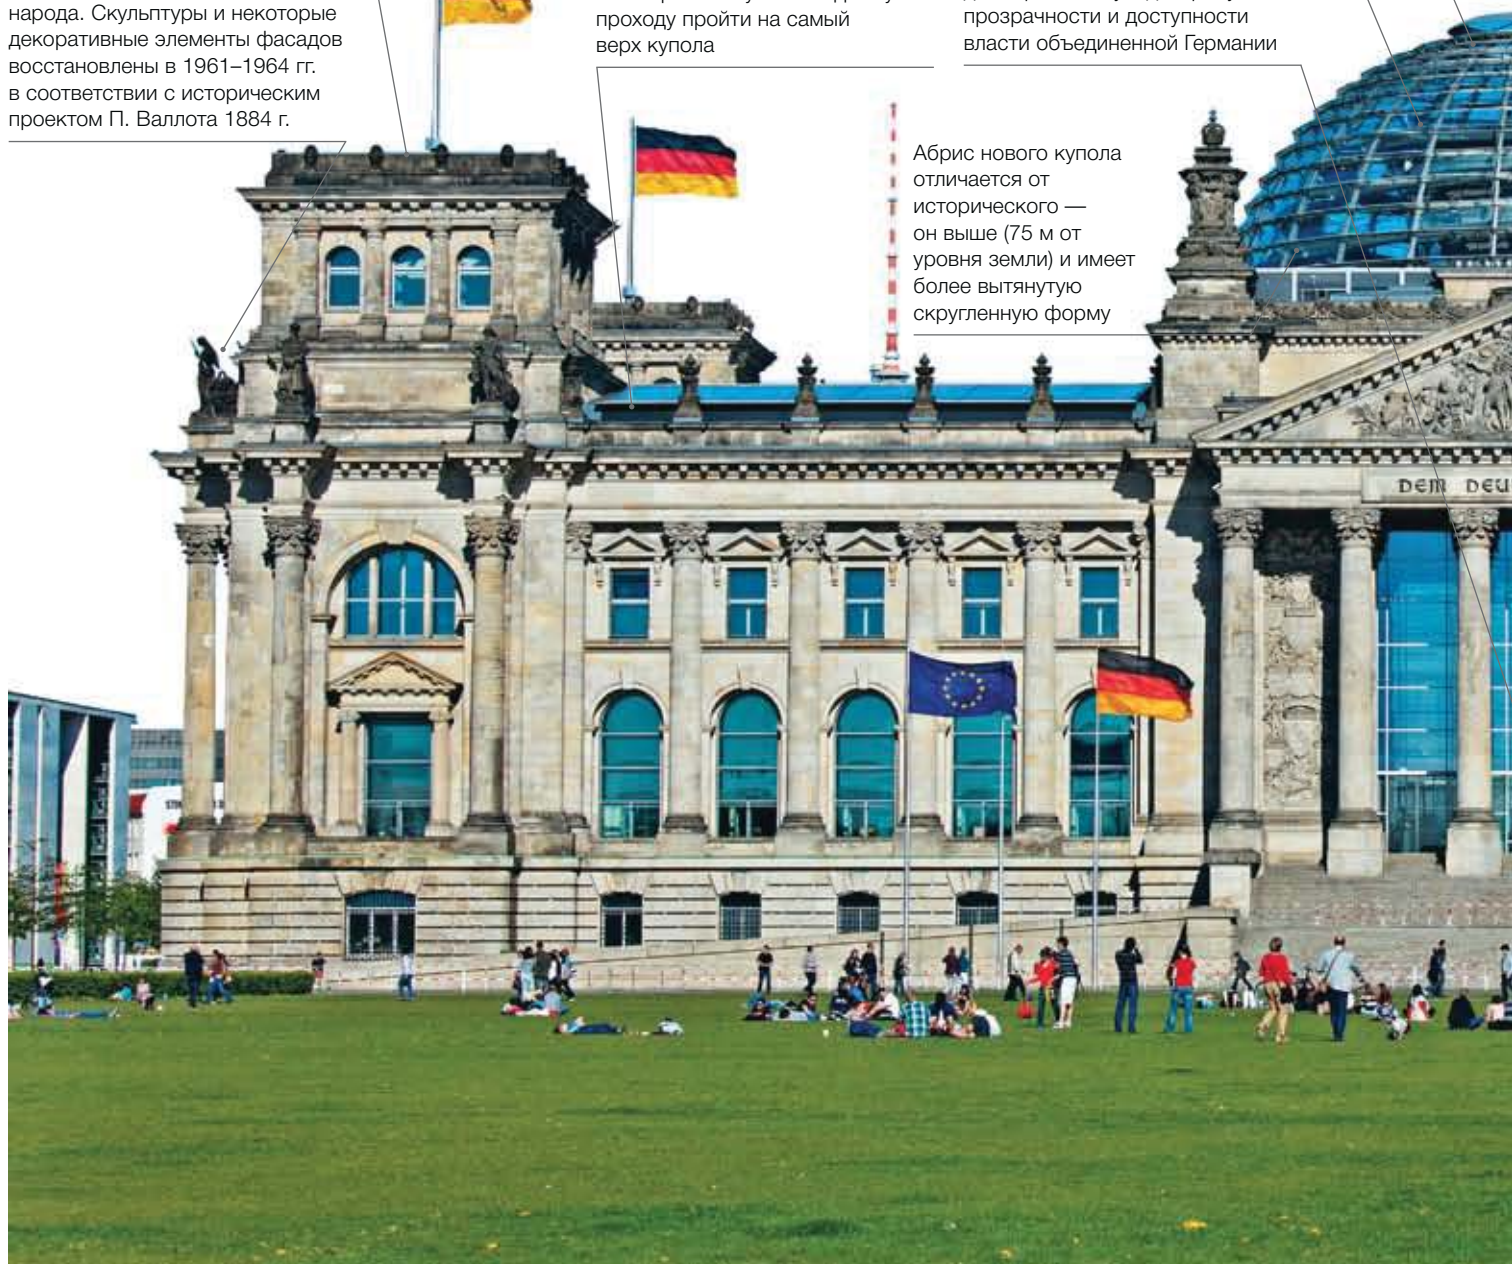 народа. Скульптуры и некоторые
декоративные элементы фасадов
восстановлены в 1961–1964 гг.
в соответствии с историческим
проектом П. Валлота 1884 г.
проходу пройти на самый
верх купола
прозрачности и доступности
власти объединенной Германии
Абрис нового купола
отличается от
исторического —
он выше (75 м от
уровня земли) и имеет
более вытянутую
скругленную форму
DEM DEU